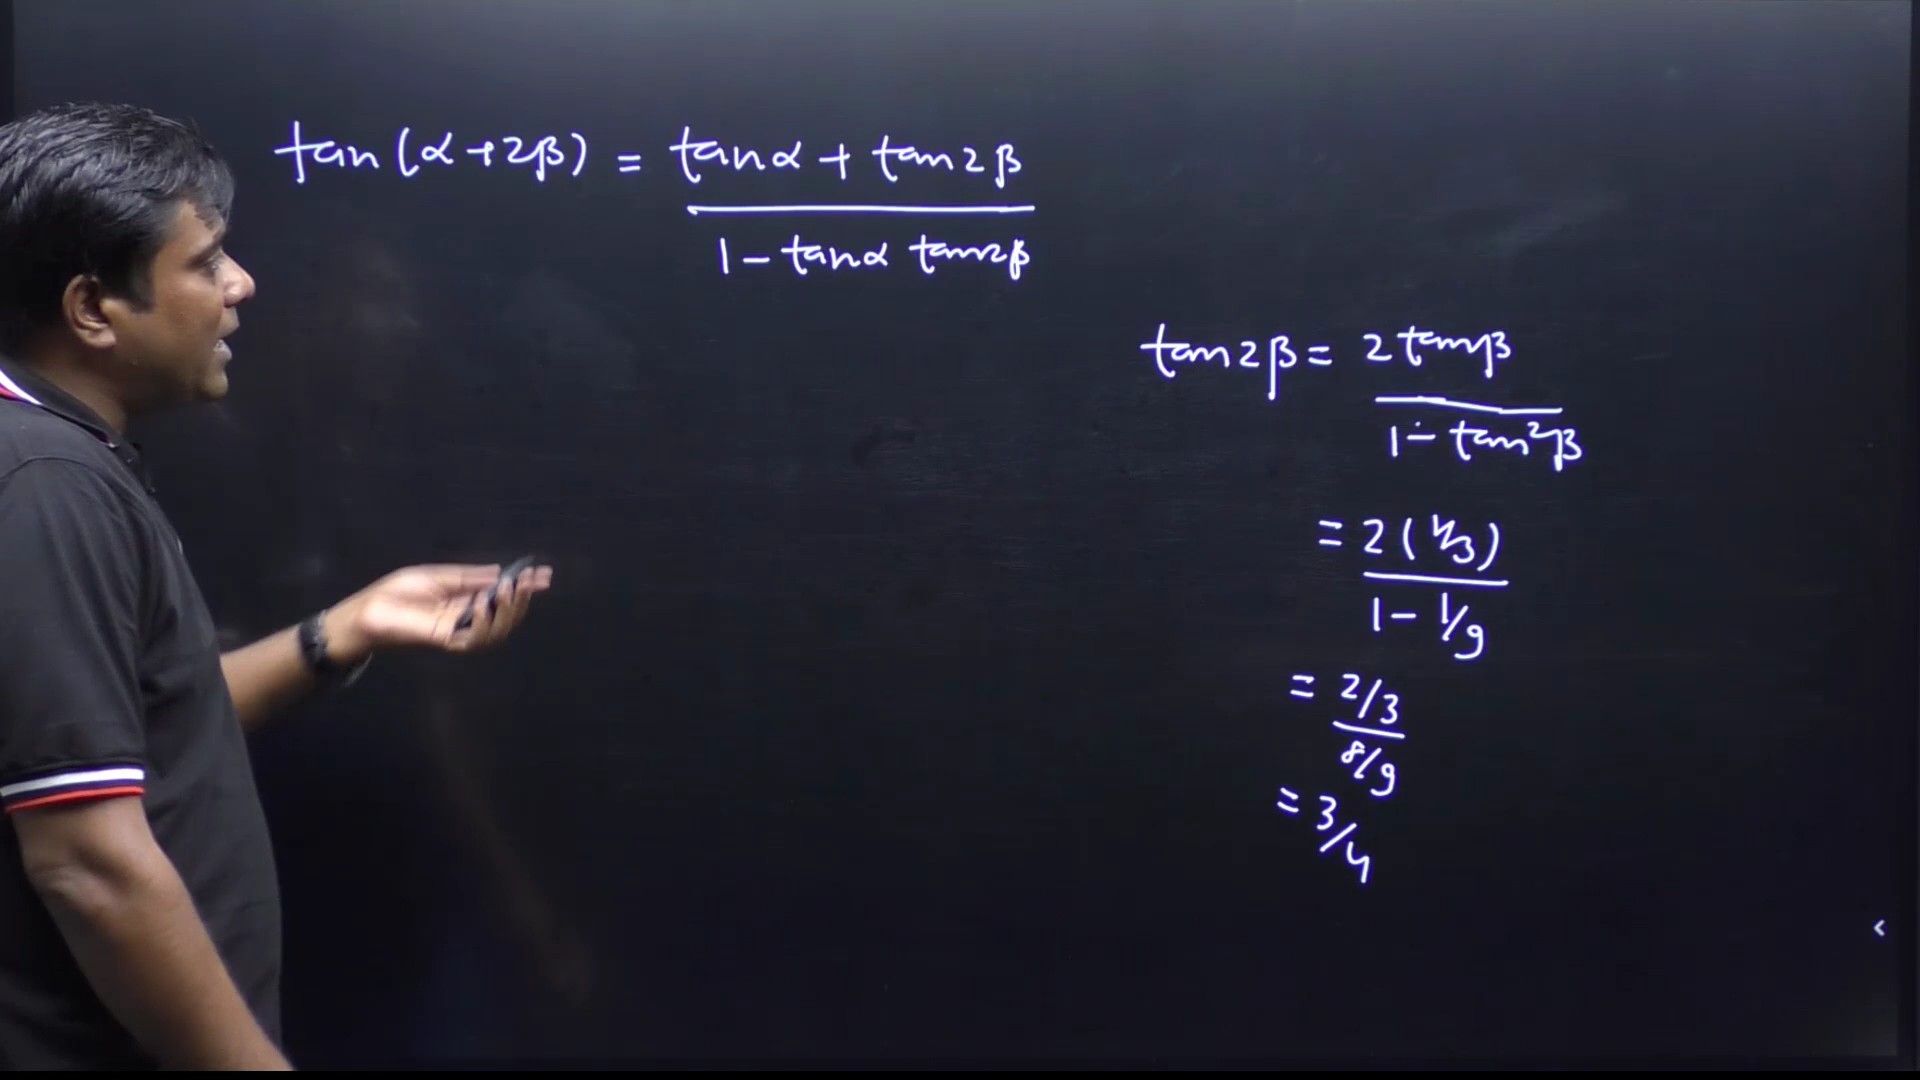 tan(α+2β) = tanα + tan2β
1 - tanα tan2β
tan2β = 2tanβ
1 - tan²β
= 2(1/3)
1 - 1/9
= 2/3
8/9
= 3/4
<